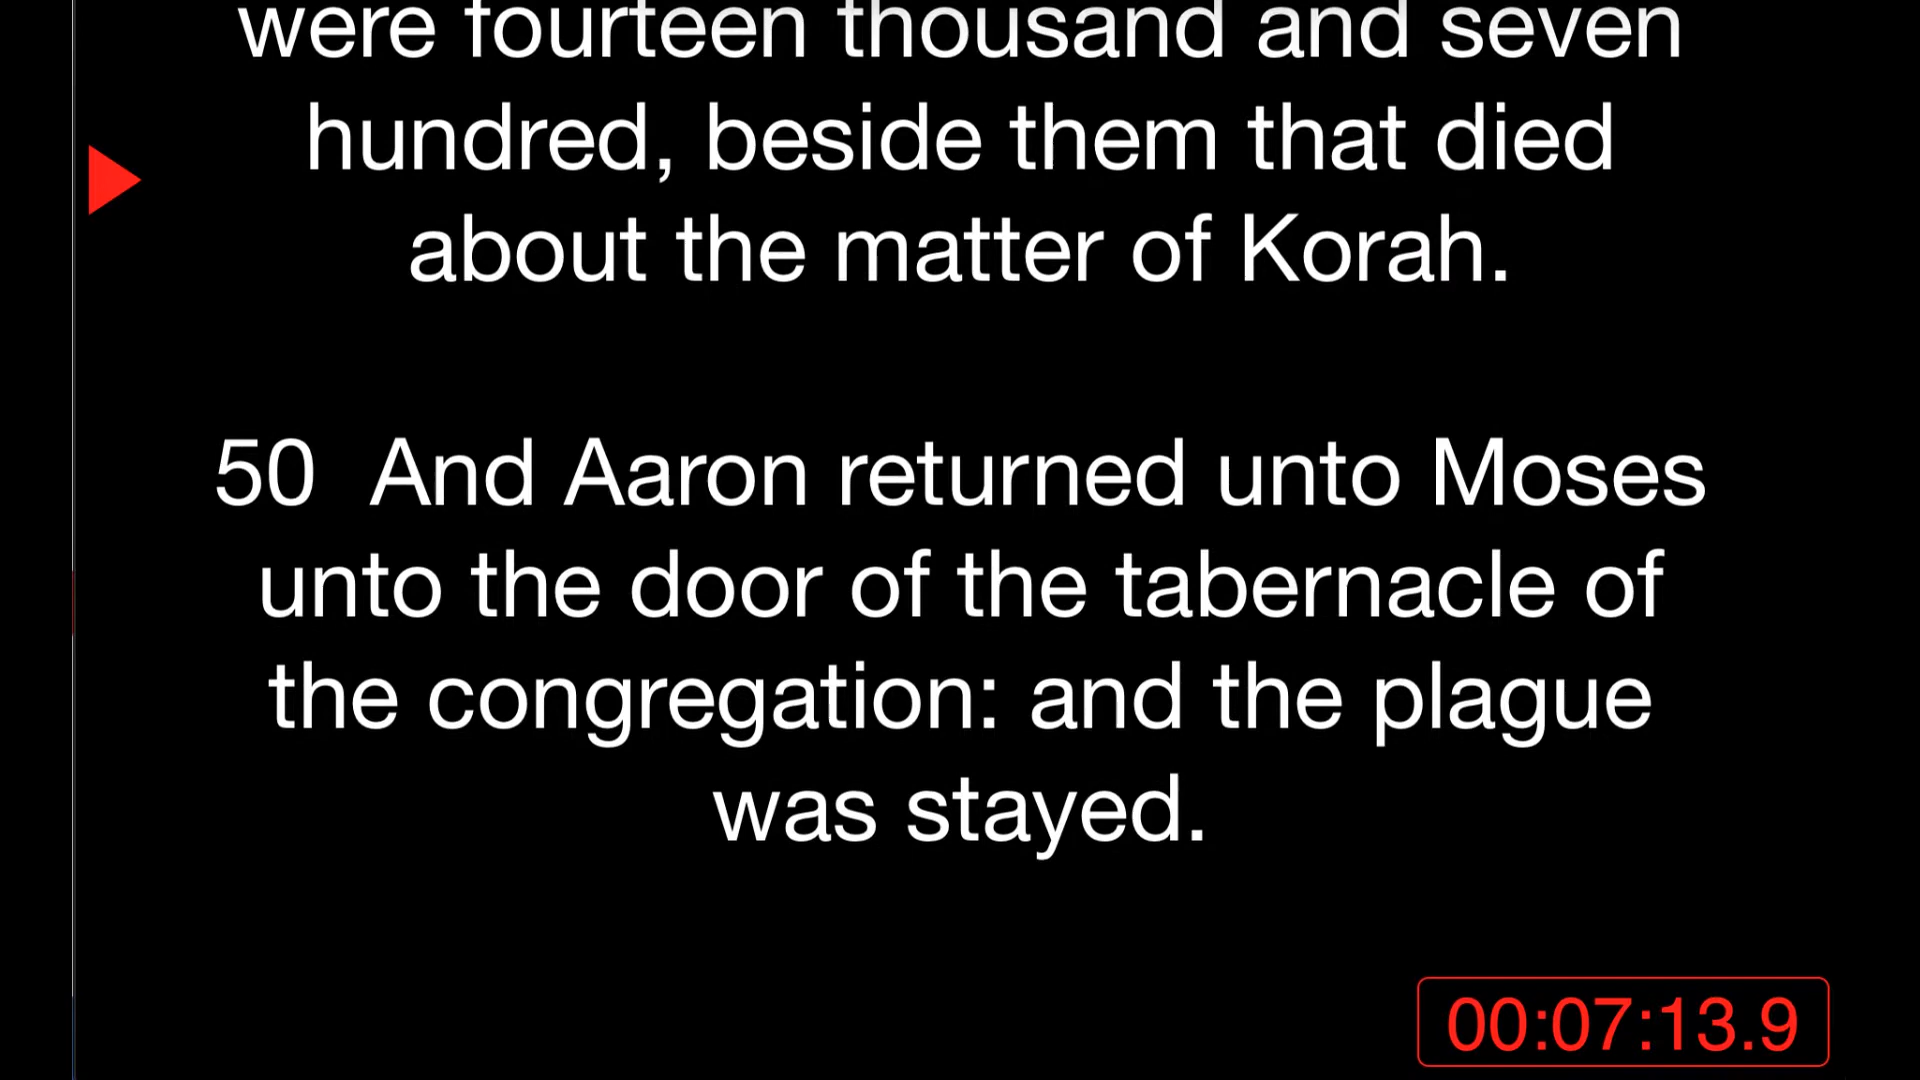 were fourteen thousand and seven
hundred, beside them that died
about the matter of Korah.
50 And Aaron returned unto Moses
unto the door of the tabernacle of
the congregation: and the plague
was stayed.
00:07:13.9